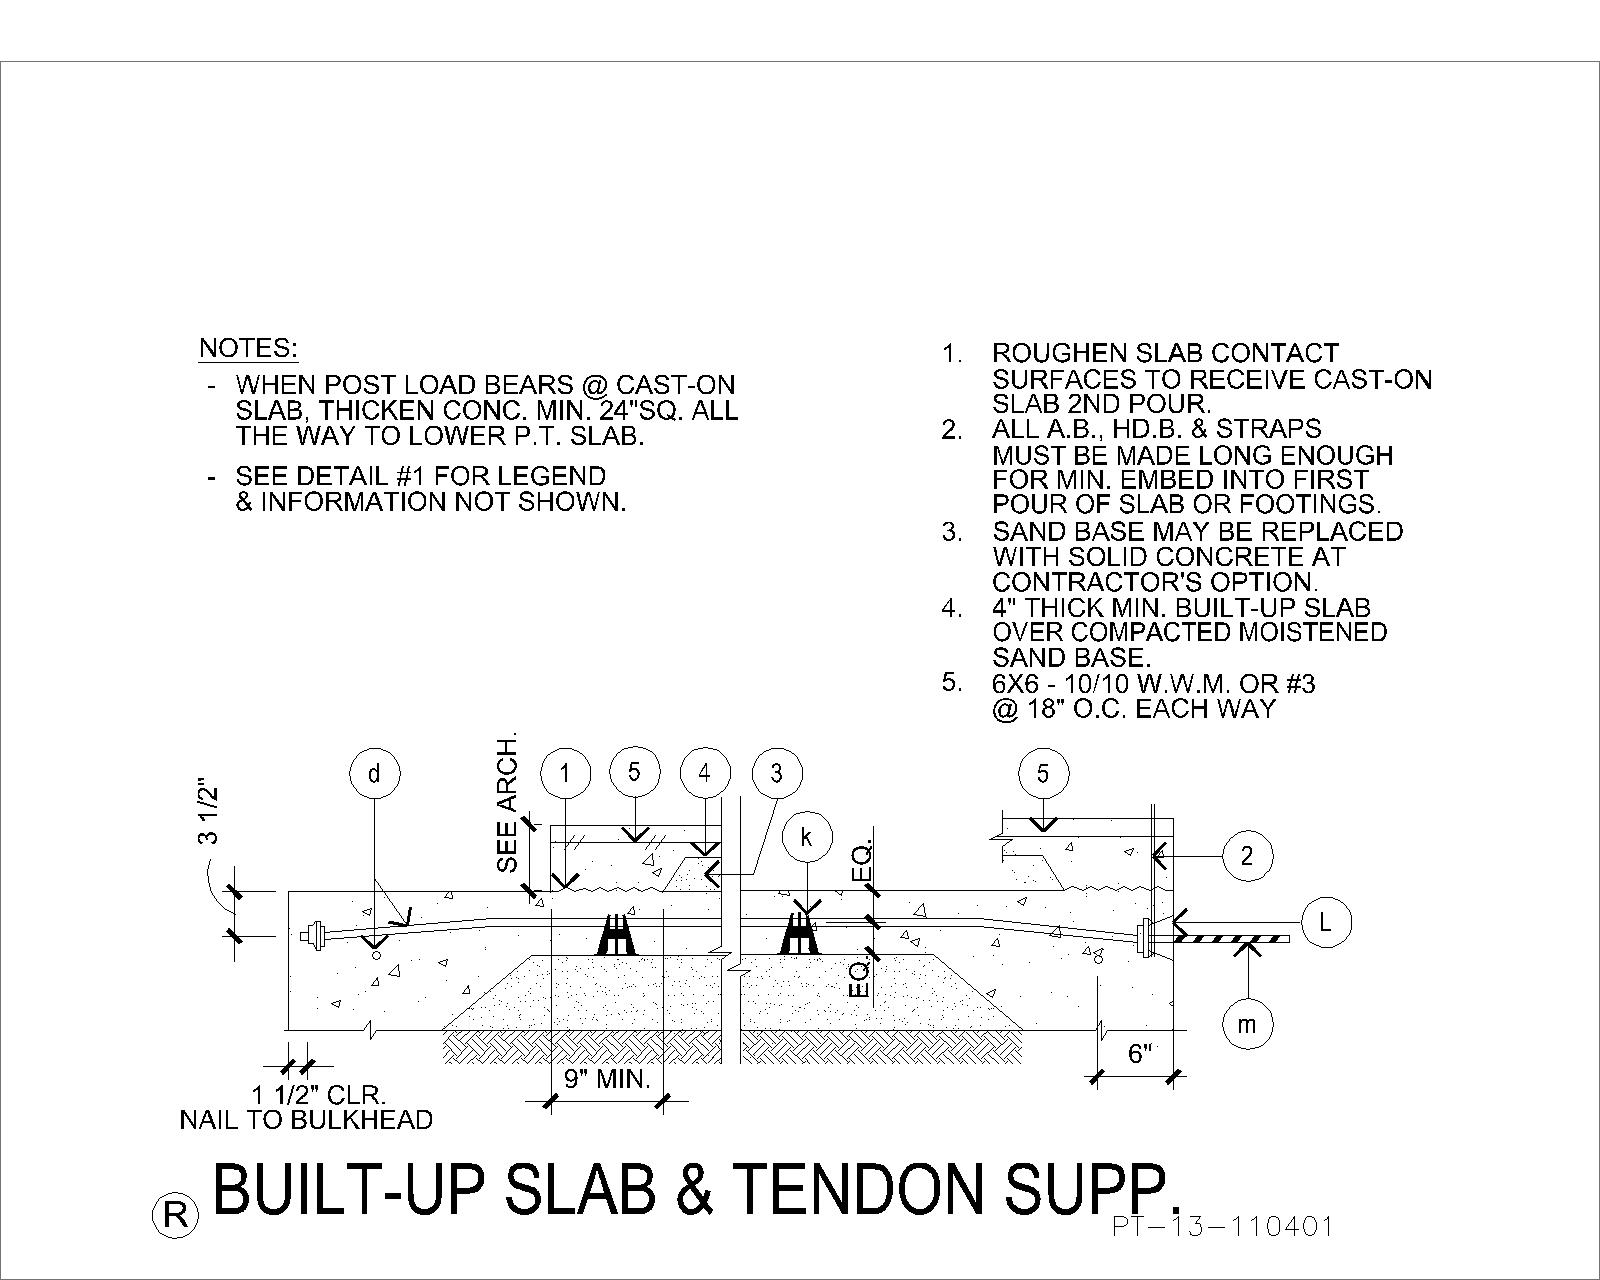 NOTES:
- WHEN POST LOAD BEARS @ CAST-ON
SLAB, THICKEN CONC. MIN. 24"SQ. ALL
THE WAY TO LOWER P.T. SLAB.
- SEE DETAIL #1 FOR LEGEND
& INFORMATION NOT SHOWN.
1. ROUGHEN SLAB CONTACT
SURFACES TO RECEIVE CAST-ON
SLAB 2ND POUR.
2. ALL A.B., HD.B. & STRAPS
MUST BE MADE LONG ENOUGH
FOR MIN. EMBED INTO FIRST
POUR OF SLAB OR FOOTINGS.
3. SAND BASE MAY BE REPLACED
WITH SOLID CONCRETE AT
CONTRACTOR'S OPTION.
4. 4" THICK MIN. BUILT-UP SLAB
OVER COMPACTED MOISTENED
SAND BASE.
5. 6X6 - 10/10 W.W.M. OR #3
@ 18" O.C. EACH WAY
3 1/2"
d
SEE ARCH.
1
5
4
3
k
EQ.
EQ.
5
2
L
m
6"
9" MIN.
1 1/2" CLR.
NAIL TO BULKHEAD
R
BUILT-UP SLAB & TENDON SUPP.
PT-13-110401